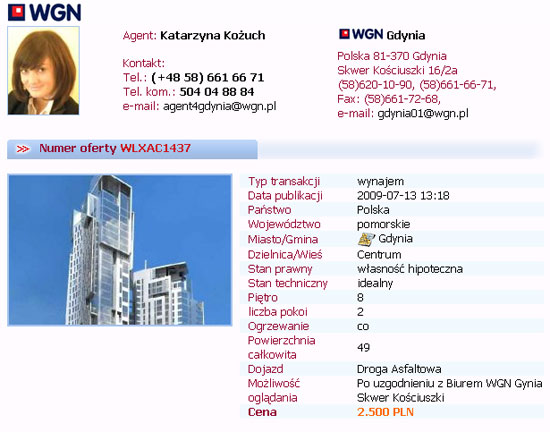 WGN
Agent: Katarzyna Kożuch
Kontakt:
Tel.: (+48 58) 661 66 71
Tel. kom.: 504 04 88 84
e-mail: agent4gdynia@wgn.pl
WGN Gdynia
Polska 81-370 Gdynia
Skwer Kościuszki 16/2a
(58)620-10-90, (58)661-66-71,
Fax: (58)661-72-68,
e-mail: gdynia01@wgn.pl
>> Numer oferty WLXAC1437
Typ transakcji wynajem
Data publikacji 2009-07-13 13:18
Państwo Polska
Województwo pomorskie
Miasto/Gmina Gdynia
Dzielnica/Wieś Centrum
Stan prawny własność hipoteczna
Stan techniczny idealny
Piętro 8
liczba pokoi 2
Ogrzewanie co
Powierzchnia
całkowita 49
Dojazd Droga Asfaltowa
Możliwość Po uzgodnieniu z Biurem WGN Gynia
oglądania Skwer Kościuszki
Cena 2.500 PLN